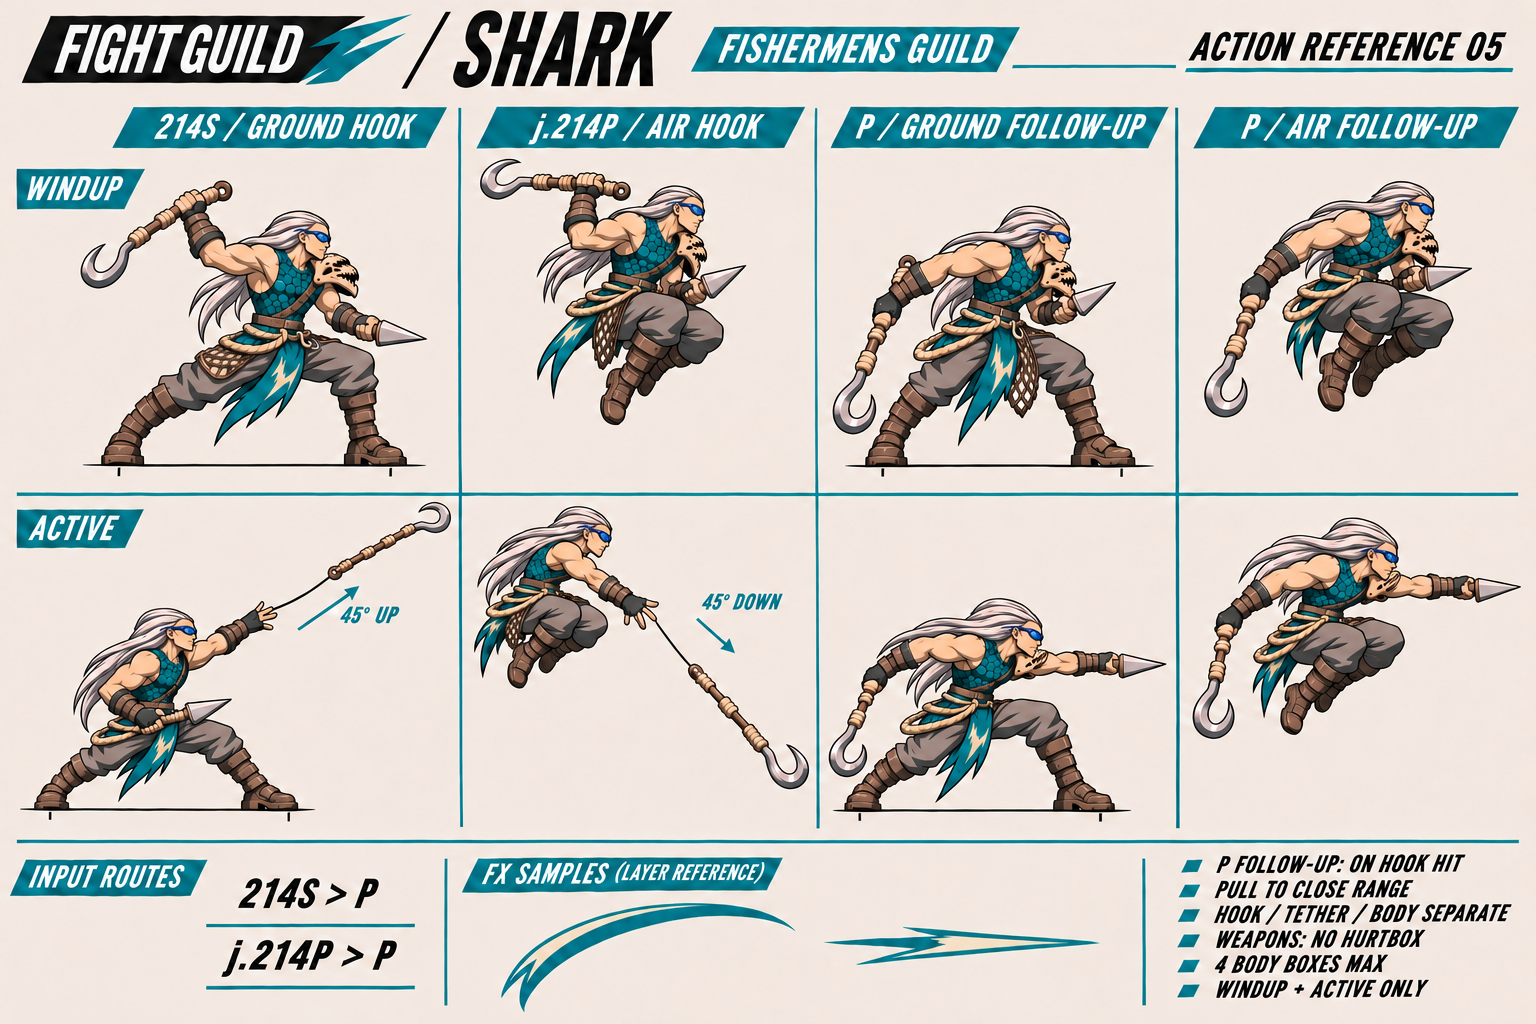 FIGHT GUILD / SHARK FISHERMENS GUILD ACTION REFERENCE 05
214S / GROUND HOOK
j.214P / AIR HOOK
P / GROUND FOLLOW-UP
P / AIR FOLLOW-UP
WINDUP
ACTIVE
45° UP
45° DOWN
INPUT ROUTES
214S > P
j.214P > P
FX SAMPLES (LAYER REFERENCE)
P FOLLOW-UP: ON HOOK HIT
PULL TO CLOSE RANGE
HOOK / TETHER / BODY SEPARATE
WEAPONS: NO HURTBOX
4 BODY BOXES MAX
WINDUP + ACTIVE ONLY